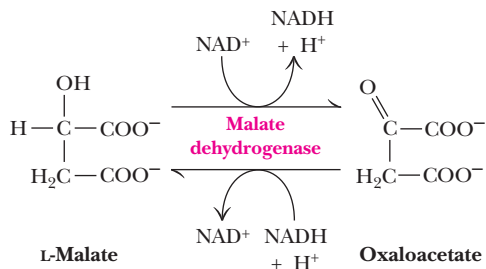 NADH
NAD⁺ + H⁺
OH
O
H—C—COO⁻
C—COO⁻
Malate
dehydrogenase
H₂C—COO⁻
H₂C—COO⁻
NAD⁺ NADH
+ H⁺
L-Malate
Oxaloacetate